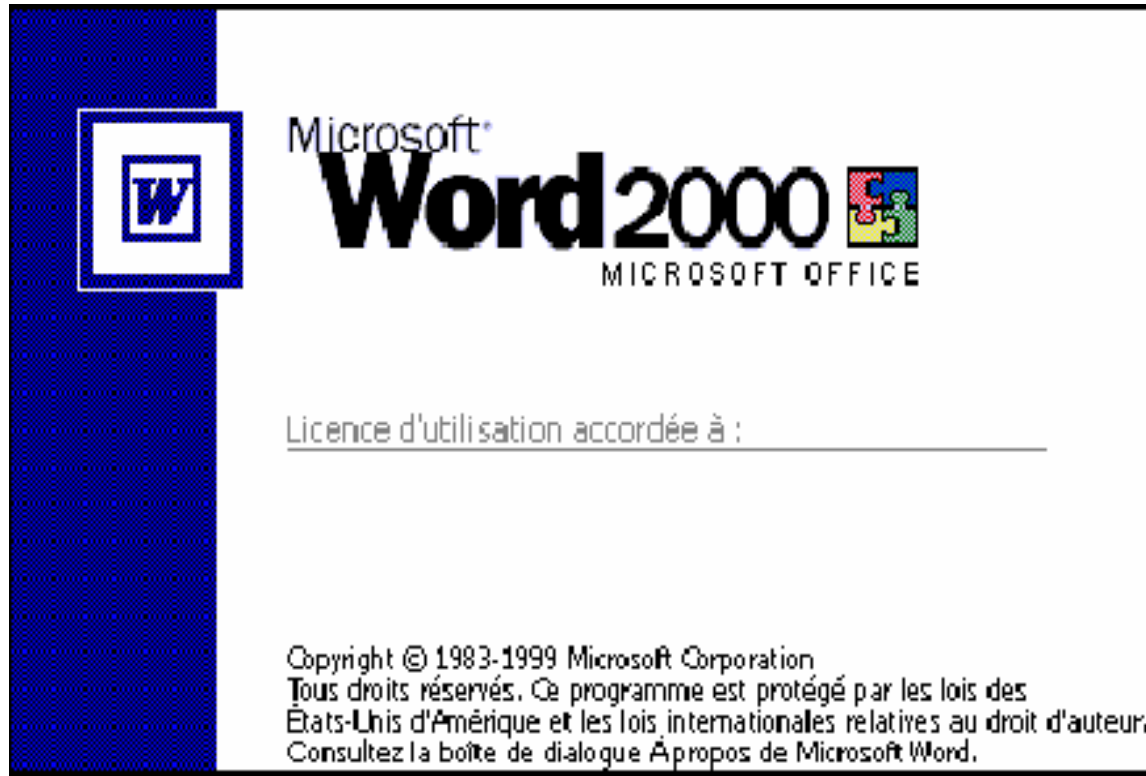 Microsoft®
Word 2000
MICROSOFT OFFICE
W
Licence d'utilisation accordée à :
Copyright © 1983-1999 Microsoft Corporation
Tous droits réservés. Ce programme est protégé par les lois des
États-Unis d'Amérique et les lois internationales relatives au droit d'auteur.
Consultez la boîte de dialogue À propos de Microsoft Word.